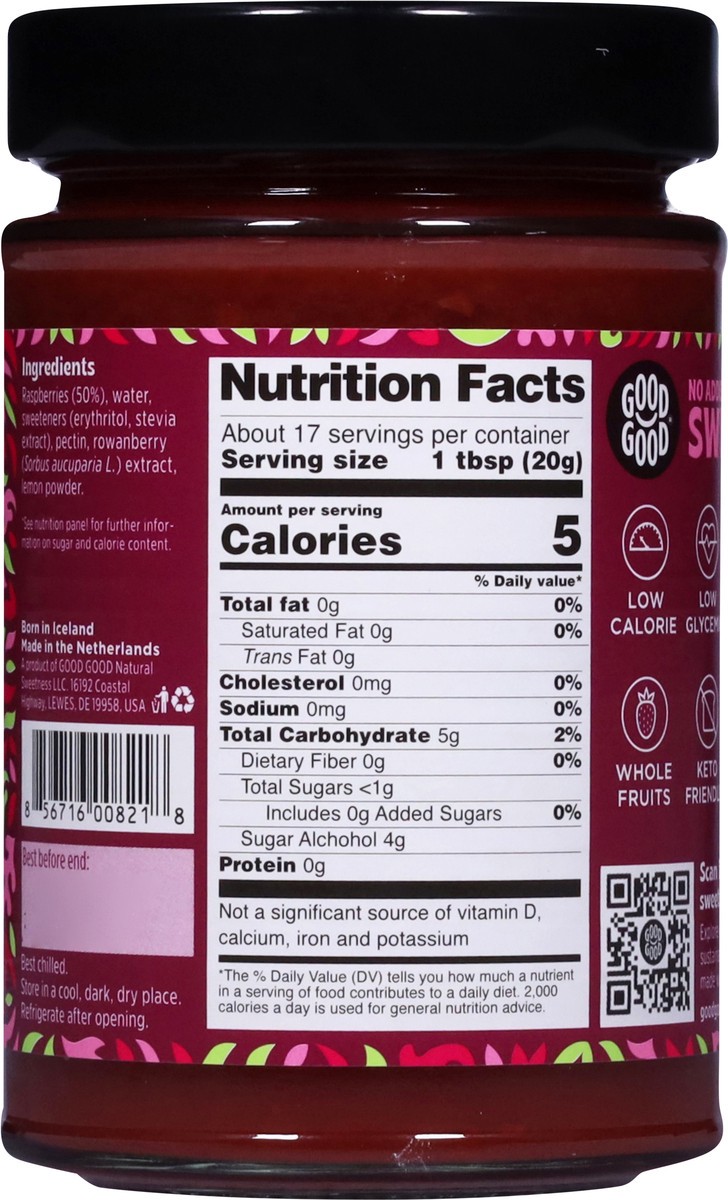 Ingredients
Raspberries (50%), water,
sweeteners (erythritol, stevia
extract), pectin, rowanberry
(Sorbus aucuparia L.) extract,
lemon powder.
*See nutrition panel for further infor-
mation on sugar and calorie content.
Born in Iceland
Made in the Netherlands
A product of GOOD GOOD Natural
Sweetness LLC. 16192 Coastal
Highway, LEWES, DE 19958, USA
8 56716 00821 8
Best before end:
Best chilled.
Store in a cool, dark, dry place.
Refrigerate after opening.
Nutrition Facts
About 17 servings per container
Serving size 1 tbsp (20g)
Amount per serving
Calories 5
% Daily value*
Total fat 0g 0%
Saturated Fat 0g 0%
Trans Fat 0g
Cholesterol 0mg 0%
Sodium 0mg 0%
Total Carbohydrate 5g 2%
Dietary Fiber 0g 0%
Total Sugars <1g
Includes 0g Added Sugars 0%
Sugar Alchohol 4g
Protein 0g
Not a significant source of vitamin D,
calcium, iron and potassium
*The % Daily Value (DV) tells you how much a nutrient
in a serving of food contributes to a daily diet. 2,000
calories a day is used for general nutrition advice.
GOOD
GOOD
NO
SW
LOW
CALORIE
LOW
WHOLE
FRUITS
KETO
Scan
GOOD
GOOD